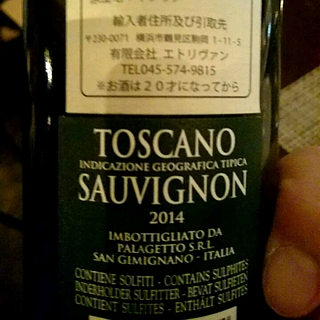 輸入者住所及び引取先
〒230-0071 横浜市鶴見区駒岡 1-11-5
有限会社 エトリヴァン
TEL045-574-9815
※お酒は２０才になってから
TOSCANO
INDICAZIONE GEOGRAFICA TIPICA
SAUVIGNON
2014
IMBOTTIGLIATO DA
PALAGETTO S.R.L.
SAN GIMIGNANO - ITALIA
CONTIENE SOLFITI - CONTAINS SULPHITES
INDERHOLDER SULFITTER - BEVAT SULFIETEN
CONTIENT SULFITES - ENTHÄLT SULFITES